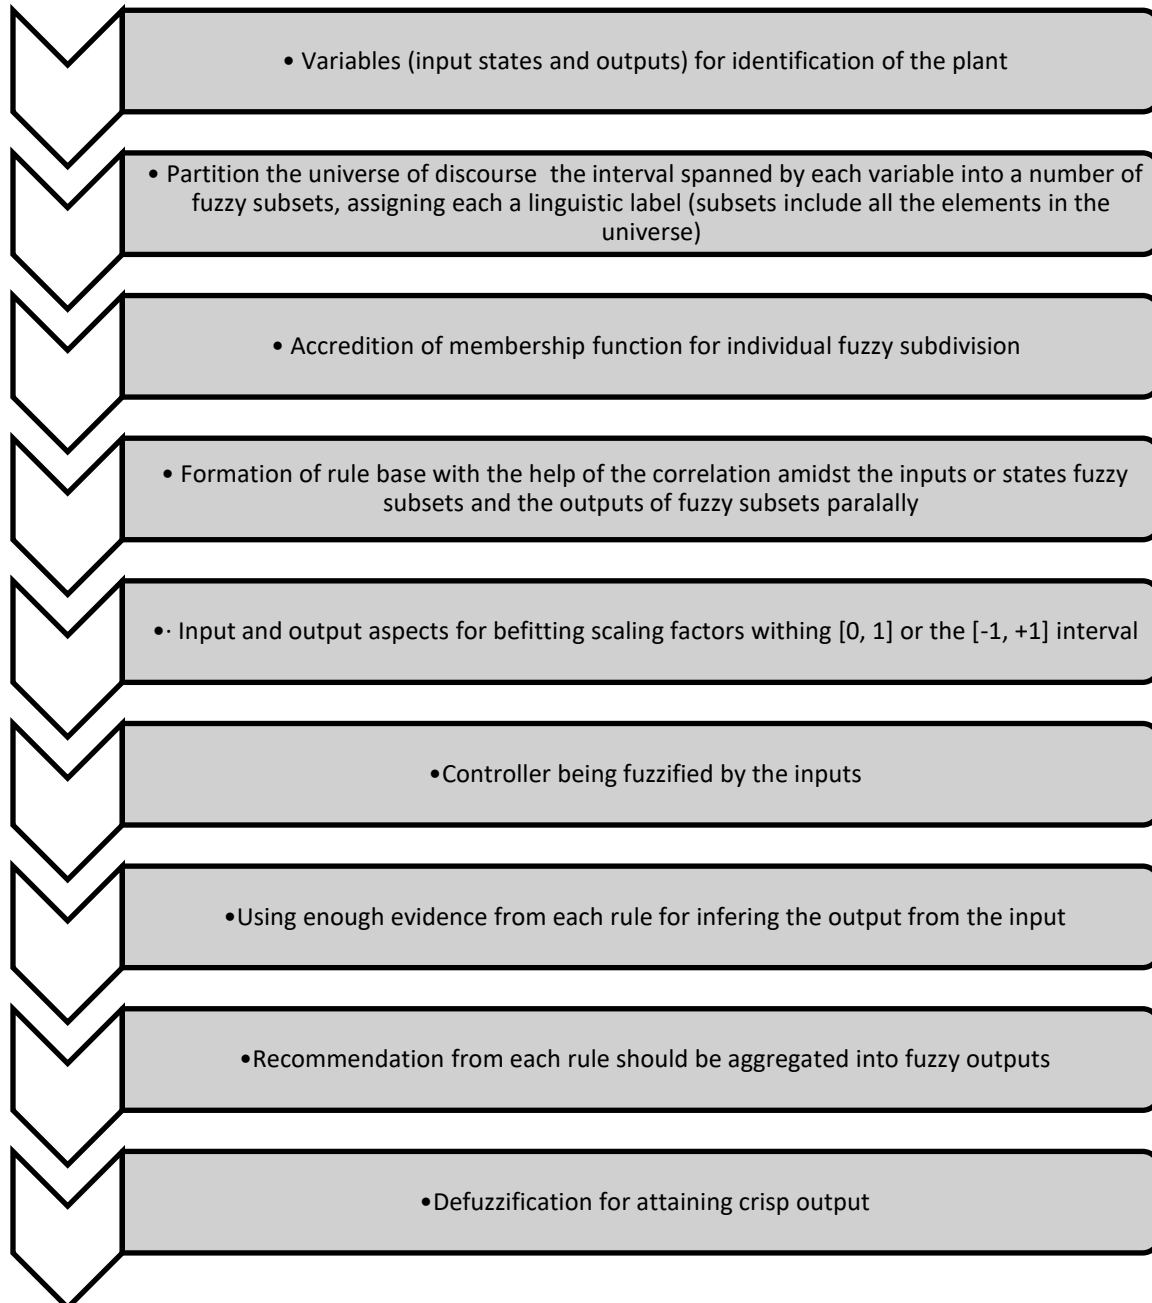 • Variables (input states and outputs) for identification of the plant
• Partition the universe of discourse  the interval spanned by each variable into a number of
fuzzy subsets, assigning each a linguistic label (subsets include all the elements in the
universe)
• Accredition of membership function for individual fuzzy subdivision
• Formation of rule base with the help of the correlation amidst the inputs or states fuzzy
subsets and the outputs of fuzzy subsets paralally
•· Input and output aspects for befitting scaling factors withing [0, 1] or the [-1, +1] interval
•Controller being fuzzified by the inputs
•Using enough evidence from each rule for infering the output from the input
•Recommendation from each rule should be aggregated into fuzzy outputs
•Defuzzification for attaining crisp output